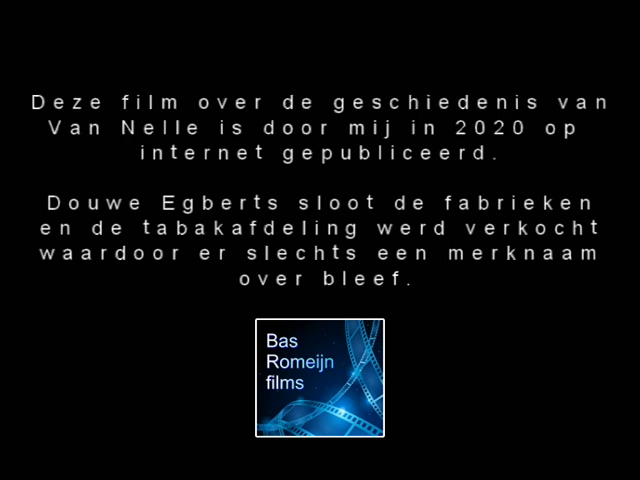 Deze film over de geschiedenis van
Van Nelle is door mij in 2020 op
internet gepubliceerd.
Douwe Egberts sloot de fabrieken
en de tabakafdeling werd verkocht
waardoor er slechts een merknaam
over bleef.
Bas
Romeijn
films